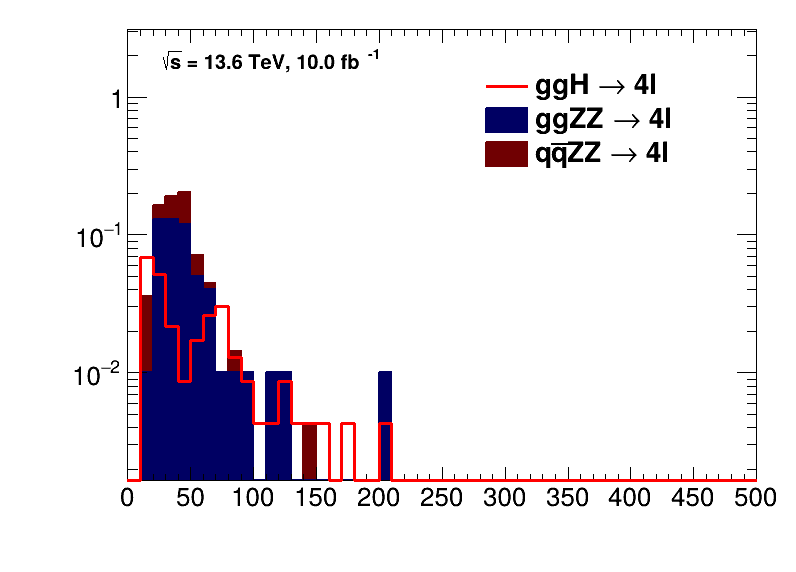 √s = 13.6 TeV, 10.0 fb⁻¹
ggH → 4l
ggZZ → 4l
qq̅ZZ → 4l
1
10⁻¹
10⁻²
0 50 100 150 200 250 300 350 400 450 500